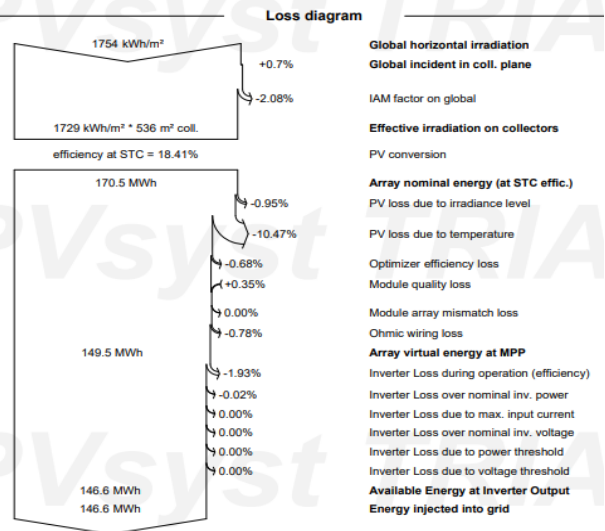 Loss diagram
1754 kWh/m² Global horizontal irradiation
+0.7% Global incident in coll. plane
-2.08% IAM factor on global
1729 kWh/m² * 536 m² coll. Effective irradiation on collectors
efficiency at STC = 18.41% PV conversion
170.5 MWh Array nominal energy (at STC effic.)
-0.95% PV loss due to irradiance level
-10.47% PV loss due to temperature
-0.68% Optimizer efficiency loss
+0.35% Module quality loss
0.00% Module array mismatch loss
-0.78% Ohmic wiring loss
149.5 MWh Array virtual energy at MPP
-1.93% Inverter Loss during operation (efficiency)
-0.02% Inverter Loss over nominal inv. power
0.00% Inverter Loss due to max. input current
0.00% Inverter Loss over nominal inv. voltage
0.00% Inverter Loss due to power threshold
0.00% Inverter Loss due to voltage threshold
146.6 MWh Available Energy at Inverter Output
146.6 MWh Energy injected into grid
PVsyst TRIA
PVsyst TRIA
PVsyst TRIA